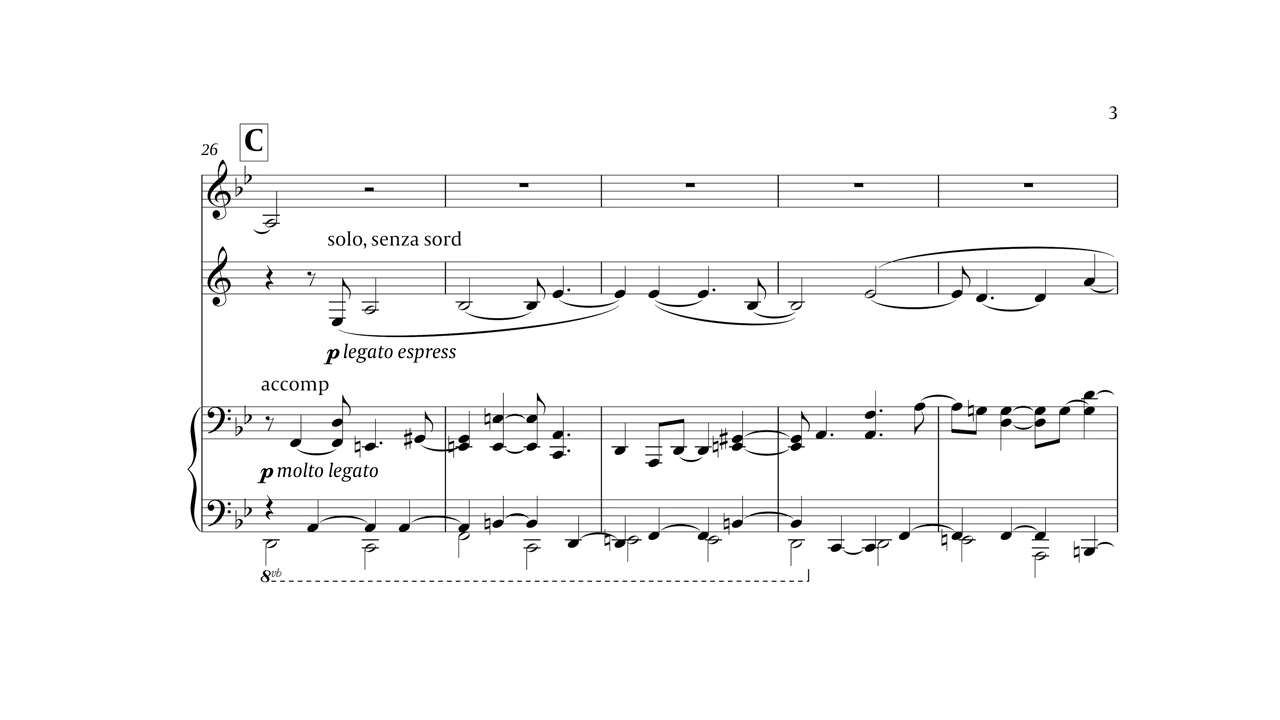 3
C
26
solo, senza sord
p legato espress
accomp
p molto legato
8vb